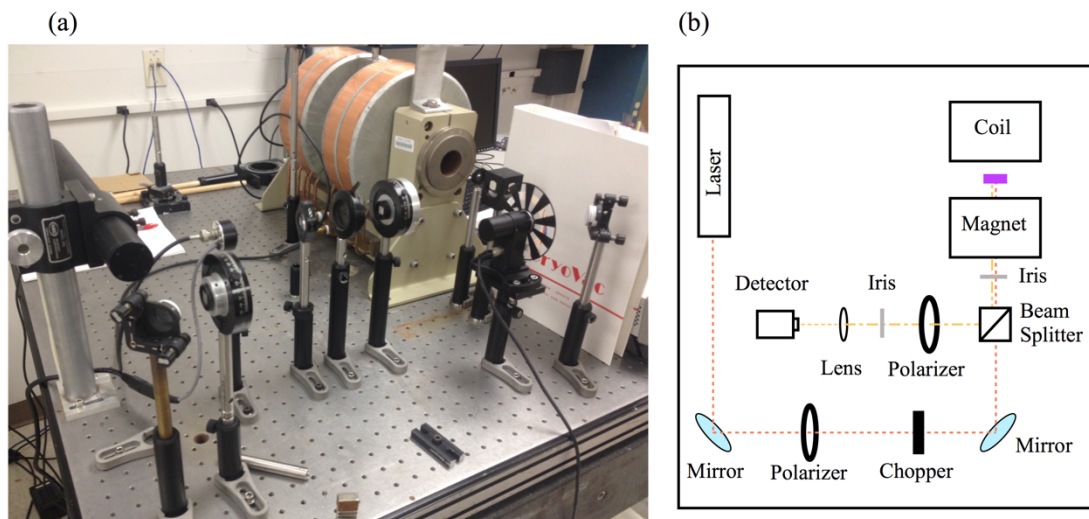 (a)
(b)
ryoVac
Laser
Coil
Magnet
Iris
Detector
Iris
Beam
Splitter
Lens
Polarizer
Mirror
Polarizer
Chopper
Mirror